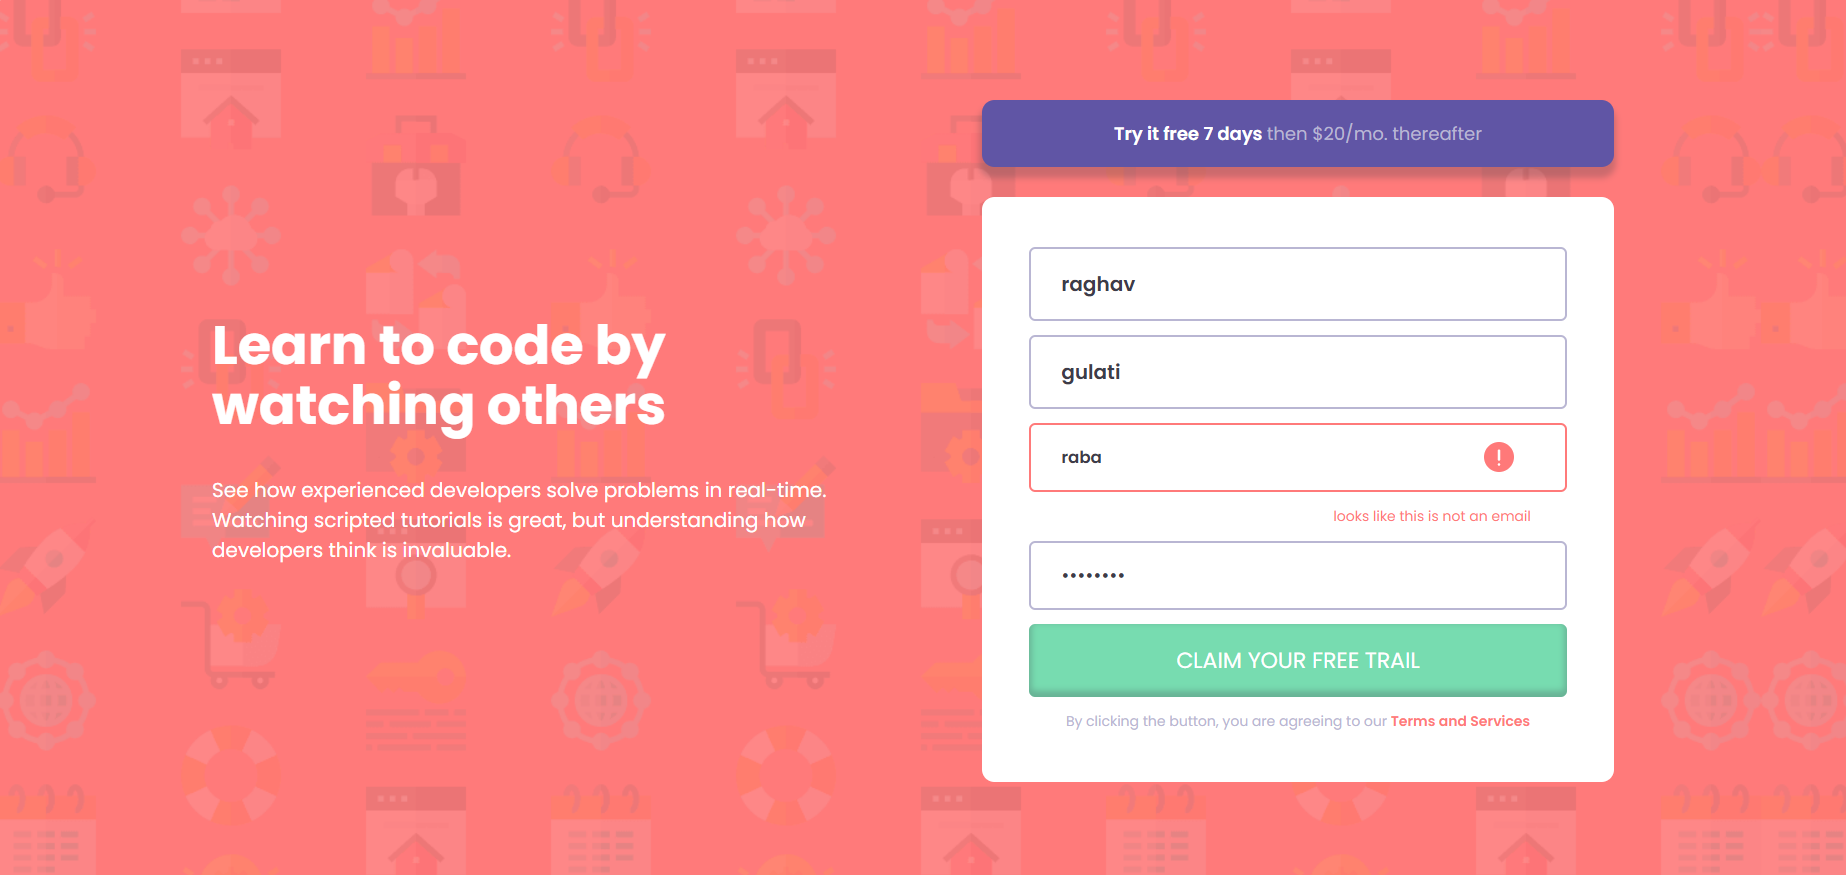 Learn to code by
watching others
See how experienced developers solve problems in real-time.
Watching scripted tutorials is great, but understanding how
developers think is invaluable.
Try it free 7 days then $20/mo. thereafter
raghav
gulati
raba
looks like this is not an email
••••••••
CLAIM YOUR FREE TRAIL
By clicking the button, you are agreeing to our Terms and Services